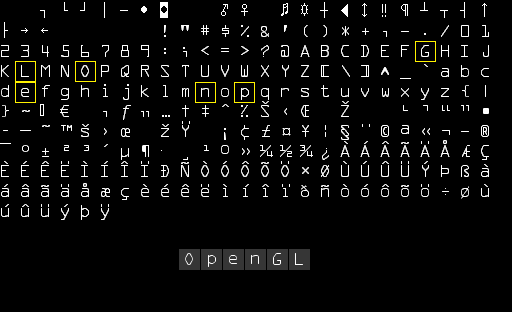 ┐ └ │ ─ • ◘ ♂ ♀ ♬ ¤ ┼ ◄ ↕ ‼ ¶ ┴ ┬ ┤ ↑
├ → ← ! " # $ % & ' ( ) * + , - . / 0 1
2 3 4 5 6 7 8 9 : ; < = > ? @ A B C D E F G H I J
K L M N O P Q R S T U V W X Y Z [ \ ] ^ _ ` a b c
d e f g h i j k l m n o p q r s t u v w x y z { |
} ~ € ‚ ƒ „ … † ‡ ˆ ‰ Š ‹ Œ Ž ‘ ’ “ ” •
– — ˜ ™ š › œ ž Ÿ ¡ ¢ £ ¤ ¥ ¦ § ¨ © ª « ¬ - ®
¯ ° ± ² ³ ´ µ ¶ · ¸ ¹ º » ¼ ½ ¾ ¿ À Á Â Ã Ä Å Æ Ç
È É Ê Ë Ì Í Î Ï Ð Ñ Ò Ó Ô Õ Ö × Ø Ù Ú Û Ü Ý Þ ß à
á â ã ä å æ ç è é ê ë ì í î ï ð ñ ò ó ô õ ö ÷ ø ù
ú û ü ý þ ÿ
OpenGL